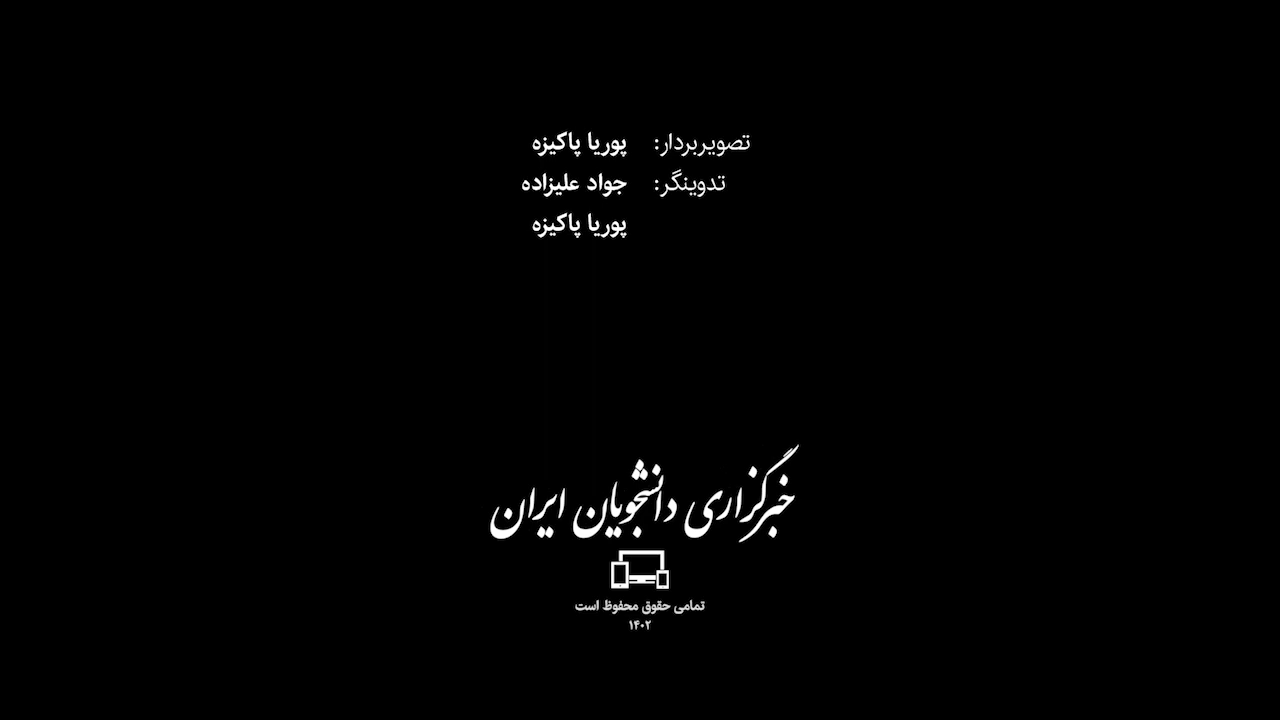 تصویربردار: پوریا پاکیزه
تدوینگر: جواد علیزاده
پوریا پاکیزه
خبرگزاری دانشجویان ایران
تمامی حقوق محفوظ است
۱۴۰۲